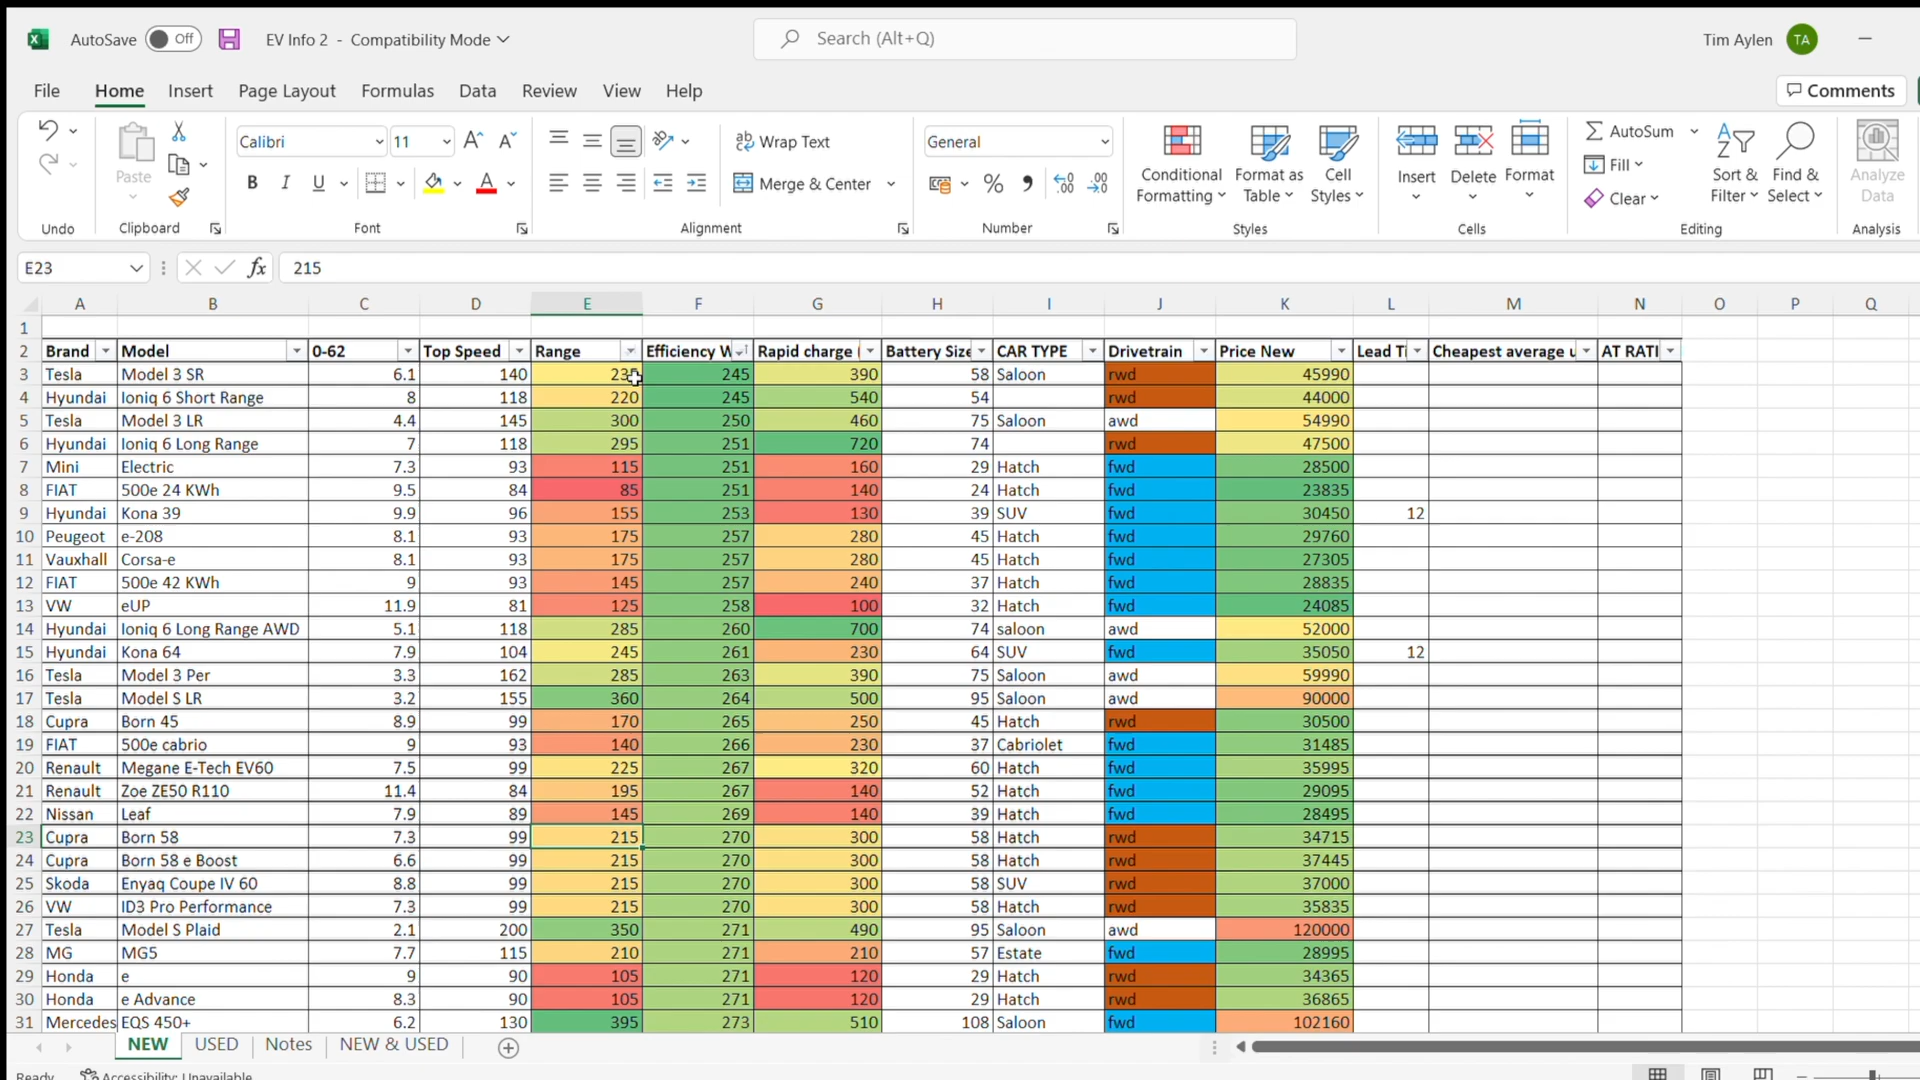 AutoSave Off EV Info 2 - Compatibility Mode Search (Alt+Q) Tim Aylen TA
File Home Insert Page Layout Formulas Data Review View Help Comments
Paste Calibri 11 Wrap Text General Conditional Formatting Format as Table Cell Styles Insert Delete Format AutoSum Sort & Filter Find & Select Analyze Data
B I U Merge & Center % Fill Clear
Undo Clipboard Font Alignment Number Styles Cells Editing Analysis
E23 fx 215
A B C D E F G H I J K L M N O P Q
1
2 Brand Model 0-62 Top Speed Range Efficiency W Rapid charge ( Battery Size CAR TYPE Drivetrain Price New Lead Ti Cheapest average u AT RATI
3 Tesla Model 3 SR 6.1 140 245 390 58 Saloon rwd 45990
4 Hyundai Ioniq 6 Short Range 8 118 220 245 540 54 rwd 44000
5 Tesla Model 3 LR 4.4 145 300 250 460 75 Saloon awd 54990
6 Hyundai Ioniq 6 Long Range 7 118 295 251 720 74 rwd 47500
7 Mini Electric 7.3 93 115 251 160 29 Hatch fwd 28500
8 FIAT 500e 24 KWh 9.5 84 85 251 140 24 Hatch fwd 23835
9 Hyundai Kona 39 9.9 96 155 253 130 39 SUV fwd 30450 12
10 Peugeot e-208 8.1 93 175 257 280 45 Hatch fwd 29760
11 Vauxhall Corsa-e 8.1 93 175 257 280 45 Hatch fwd 27305
12 FIAT 500e 42 KWh 9 93 145 257 240 37 Hatch fwd 28835
13 VW eUP 11.9 81 125 258 100 32 Hatch fwd 24085
14 Hyundai Ioniq 6 Long Range AWD 5.1 118 285 260 700 74 saloon awd 52000
15 Hyundai Kona 64 7.9 104 245 261 230 64 SUV fwd 35050 12
16 Tesla Model 3 Per 3.3 162 285 263 390 75 Saloon awd 59990
17 Tesla Model S LR 3.2 155 360 264 500 95 Saloon awd 90000
18 Cupra Born 45 8.9 99 170 265 250 45 Hatch rwd 30500
19 FIAT 500e cabrio 9 93 140 266 230 37 Cabriolet fwd 31485
20 Renault Megane E-Tech EV60 7.5 99 225 267 320 60 Hatch fwd 35995
21 Renault Zoe ZE50 R110 11.4 84 195 267 140 52 Hatch fwd 29095
22 Nissan Leaf 7.9 89 145 269 140 39 Hatch fwd 28495
23 Cupra Born 58 7.3 99 215 270 300 58 Hatch rwd 34715
24 Cupra Born 58 e Boost 6.6 99 215 270 300 58 Hatch rwd 37445
25 Skoda Enyaq Coupe IV 60 8.8 99 215 270 300 58 SUV rwd 37000
26 VW ID3 Pro Performance 7.3 99 215 270 300 58 Hatch rwd 35835
27 Tesla Model S Plaid 2.1 200 350 271 490 95 Saloon awd 120000
28 MG MG5 7.7 115 210 271 210 57 Estate fwd 28995
29 Honda e 9 90 105 271 120 29 Hatch rwd 34365
30 Honda e Advance 8.3 90 105 271 120 29 Hatch rwd 36865
31 Mercedes EQS 450+ 6.2 130 395 273 510 108 Saloon fwd 102160
NEW USED Notes NEW & USED
Ready Accessibility: Unavailable